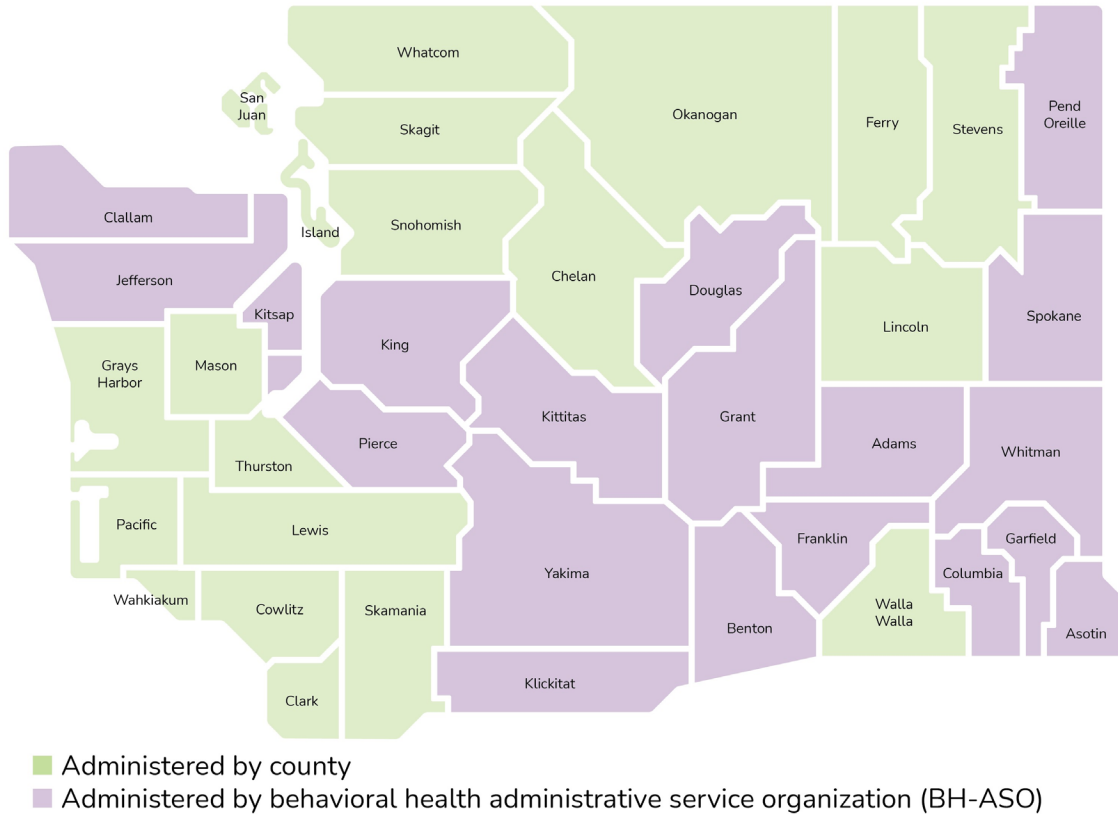 Whatcom
San
Juan
Skagit
Okanogan
Ferry
Stevens
Pend
Oreille
Clallam
Island
Snohomish
Jefferson
Chelan
Douglas
Kitsap
Lincoln
Spokane
King
Grays
Harbor
Mason
Kittitas
Grant
Adams
Whitman
Pierce
Thurston
Pacific
Lewis
Franklin
Garfield
Yakima
Columbia
Wahkiakum
Cowlitz
Skamania
Walla
Walla
Benton
Asotin
Klickitat
Clark
Administered by county
Administered by behavioral health administrative service organization (BH-ASO)